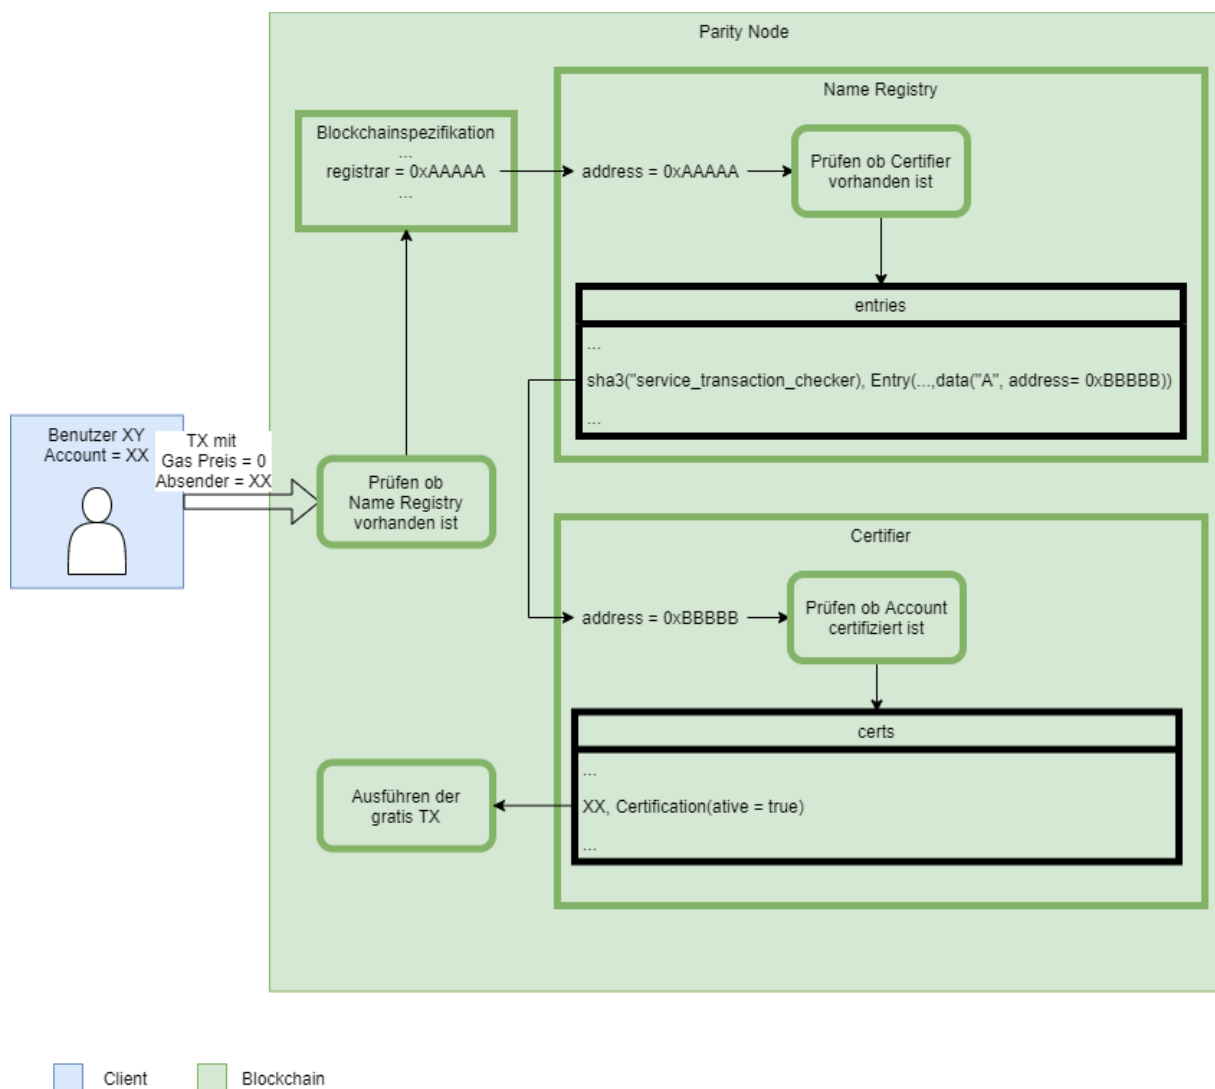 Parity Node
Name Registry
Blockchainspezifikation
...
registrar = 0xAAAAA
...
address = 0xAAAAA
Prüfen ob Certifier
vorhanden ist
entries
...
sha3("service_transaction_checker), Entry(...,data("A", address= 0xBBBBB))
...
Benutzer XY
Account = XX
TX mit
Gas Preis = 0
Absender = XX
Prüfen ob
Name Registry
vorhanden ist
Certifier
address = 0xBBBBB
Prüfen ob Account
certifiziert ist
certs
...
XX, Certification(ative = true)
...
Ausführen der
gratis TX
Client
Blockchain